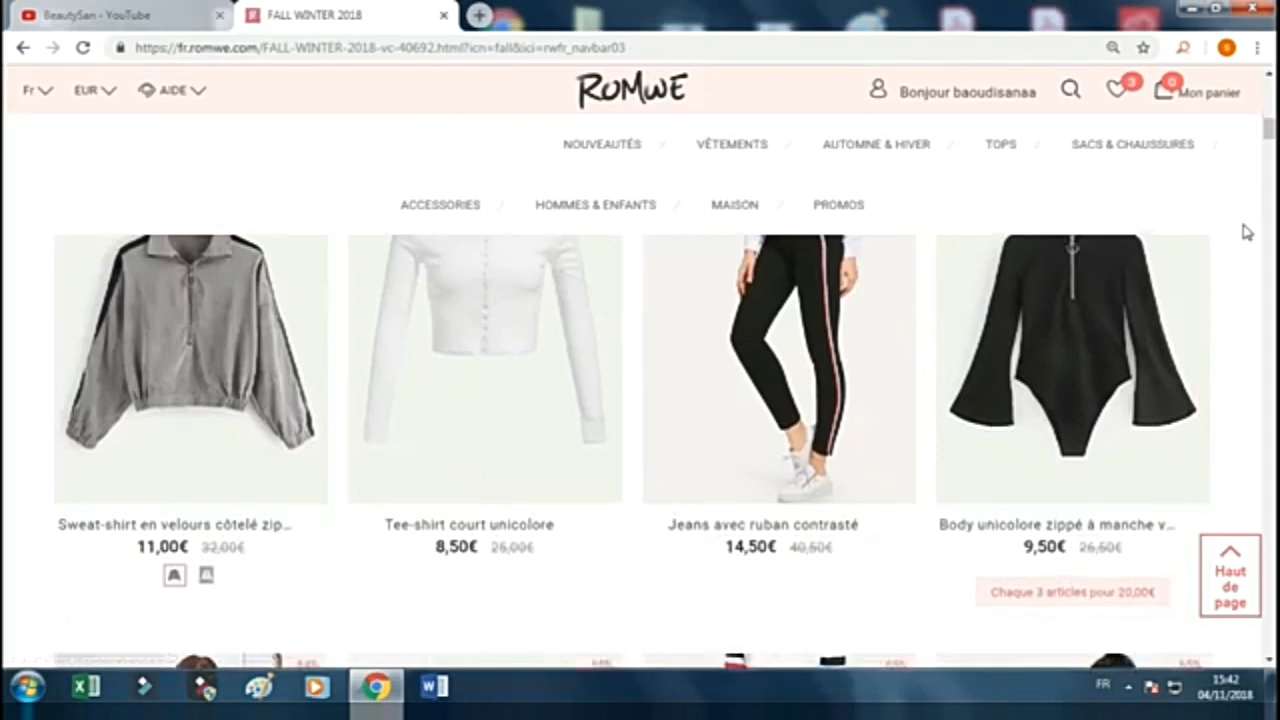 BeautySan - YouTube
FALL WINTER 2018
https://fr.romwe.com/FALL-WINTER-2018-vc-40692.html?icn=fall&ici=rwfr_navbar03
Fr
EUR
AIDE
ROMWE
Bonjour baoudisanaa
3
0
Mon panier
NOUVEAUTÉS / VÊTEMENTS / AUTOMNE & HIVER / TOPS / SACS & CHAUSSURES /
ACCESSORIES / HOMMES & ENFANTS / MAISON / PROMOS
Sweat-shirt en velours côtelé zip...
11,00€ 32,00€
Tee-shirt court unicolore
8,50€ 25,00€
Jeans avec ruban contrasté
14,50€ 40,50€
Body unicolore zippé à manche v...
9,50€ 26,50€
Chaque 3 articles pour 20,00€
Haut
de
page
FR
15:42
04/11/2018